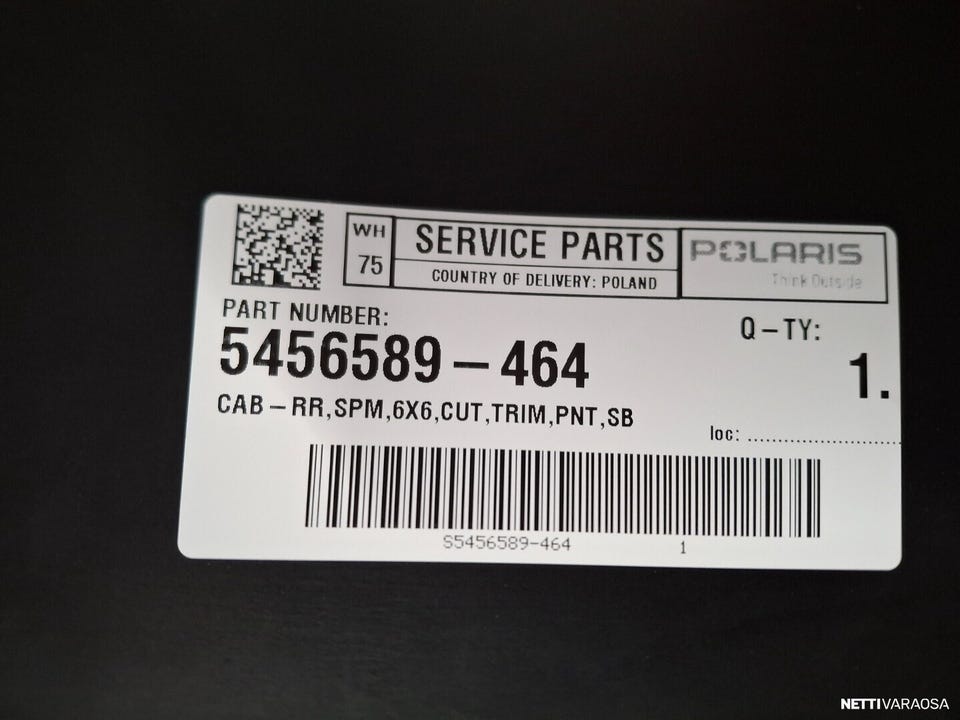 WH
75
SERVICE PARTS
COUNTRY OF DELIVERY: POLAND
POLARIS
Think Outside
PART NUMBER:
5456589-464
Q-TY:
1.
CAB-RR,SPM,6X6,CUT,TRIM,PNT,SB
loc: ........................
S5456589-464 1
NETTIVARAOSA